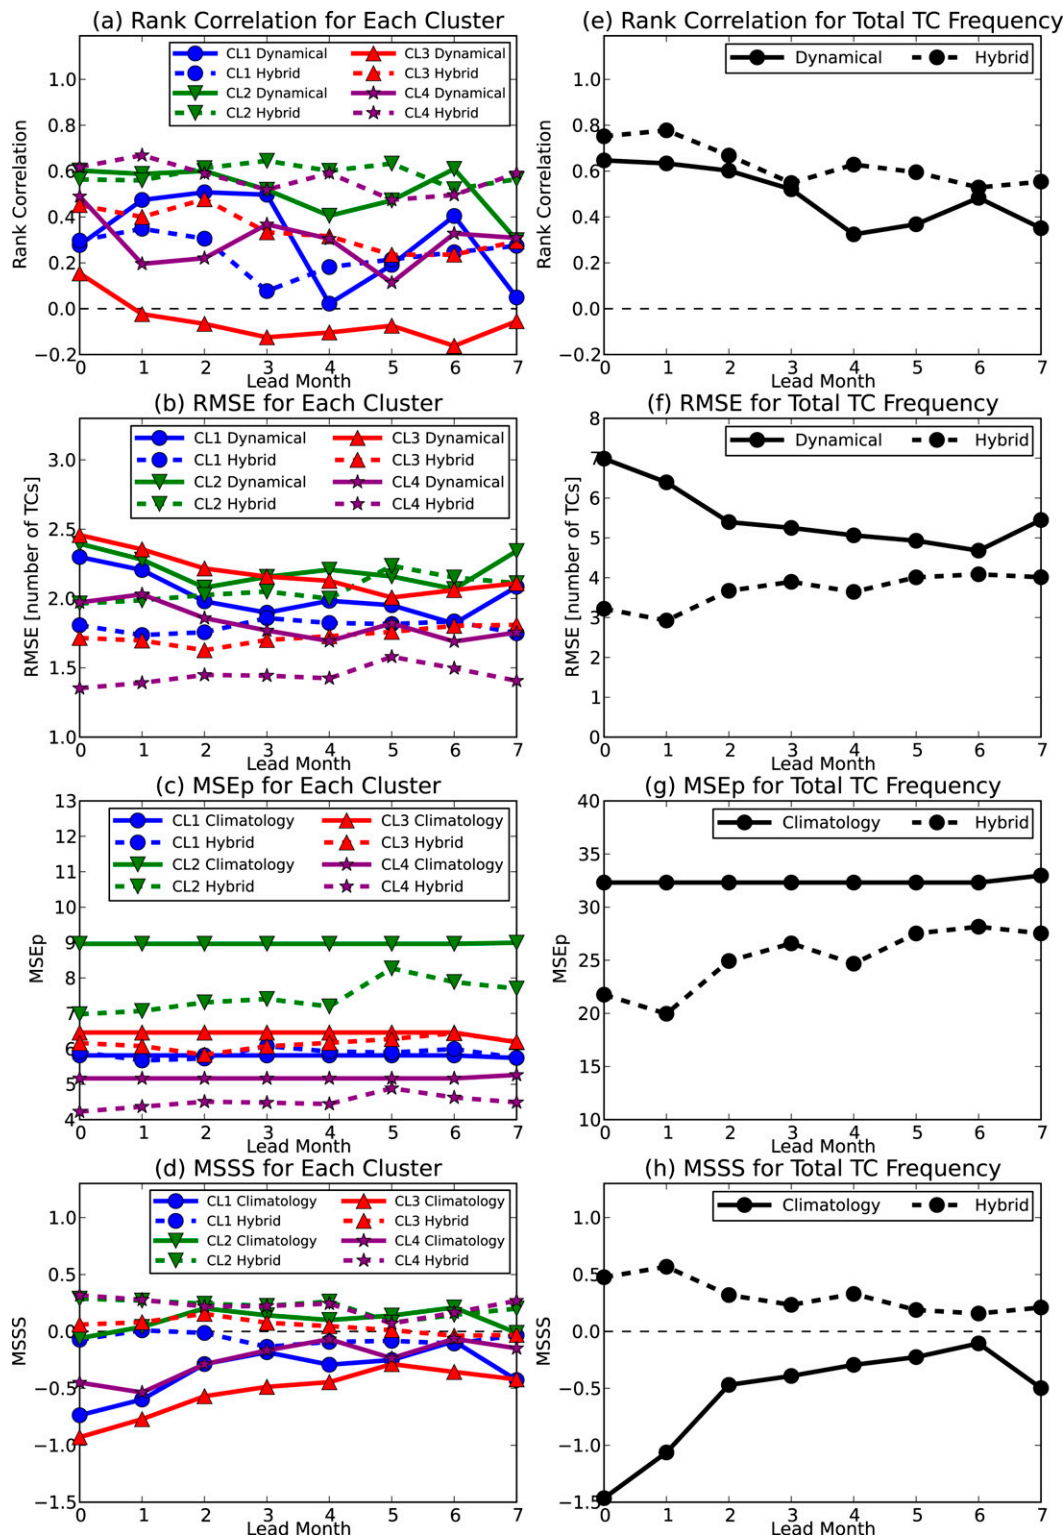 (a) Rank Correlation for Each Cluster
CL1 Dynamical
CL1 Hybrid
CL2 Dynamical
CL2 Hybrid
CL3 Dynamical
CL3 Hybrid
CL4 Dynamical
CL4 Hybrid
Rank Correlation
1.0
0.8
0.6
0.4
0.2
0.0
−0.2
0 1 2 3 4 5 6 7
Lead Month
(e) Rank Correlation for Total TC Frequency
Dynamical
Hybrid
Rank Correlation
1.0
0.8
0.6
0.4
0.2
0.0
−0.2
0 1 2 3 4 5 6 7
Lead Month
(b) RMSE for Each Cluster
CL1 Dynamical
CL1 Hybrid
CL2 Dynamical
CL2 Hybrid
CL3 Dynamical
CL3 Hybrid
CL4 Dynamical
CL4 Hybrid
RMSE [number of TCs]
3.0
2.5
2.0
1.5
1.0
0 1 2 3 4 5 6 7
Lead Month
(f) RMSE for Total TC Frequency
Dynamical
Hybrid
RMSE [number of TCs]
8
7
6
5
4
3
2
1
0
0 1 2 3 4 5 6 7
Lead Month
(c) MSEp for Each Cluster
CL1 Climatology
CL1 Hybrid
CL2 Climatology
CL2 Hybrid
CL3 Climatology
CL3 Hybrid
CL4 Climatology
CL4 Hybrid
MSEp
13
12
11
10
9
8
7
6
5
4
0 1 2 3 4 5 6 7
Lead Month
(g) MSEp for Total TC Frequency
Climatology
Hybrid
MSEp
40
35
30
25
20
15
10
0 1 2 3 4 5 6 7
Lead Month
(d) MSSS for Each Cluster
CL1 Climatology
CL1 Hybrid
CL2 Climatology
CL2 Hybrid
CL3 Climatology
CL3 Hybrid
CL4 Climatology
CL4 Hybrid
MSSS
1.0
0.5
0.0
−0.5
−1.0
−1.5
0 1 2 3 4 5 6 7
Lead Month
(h) MSSS for Total TC Frequency
Climatology
Hybrid
MSSS
1.0
0.5
0.0
−0.5
−1.0
−1.5
0 1 2 3 4 5 6 7
Lead Month